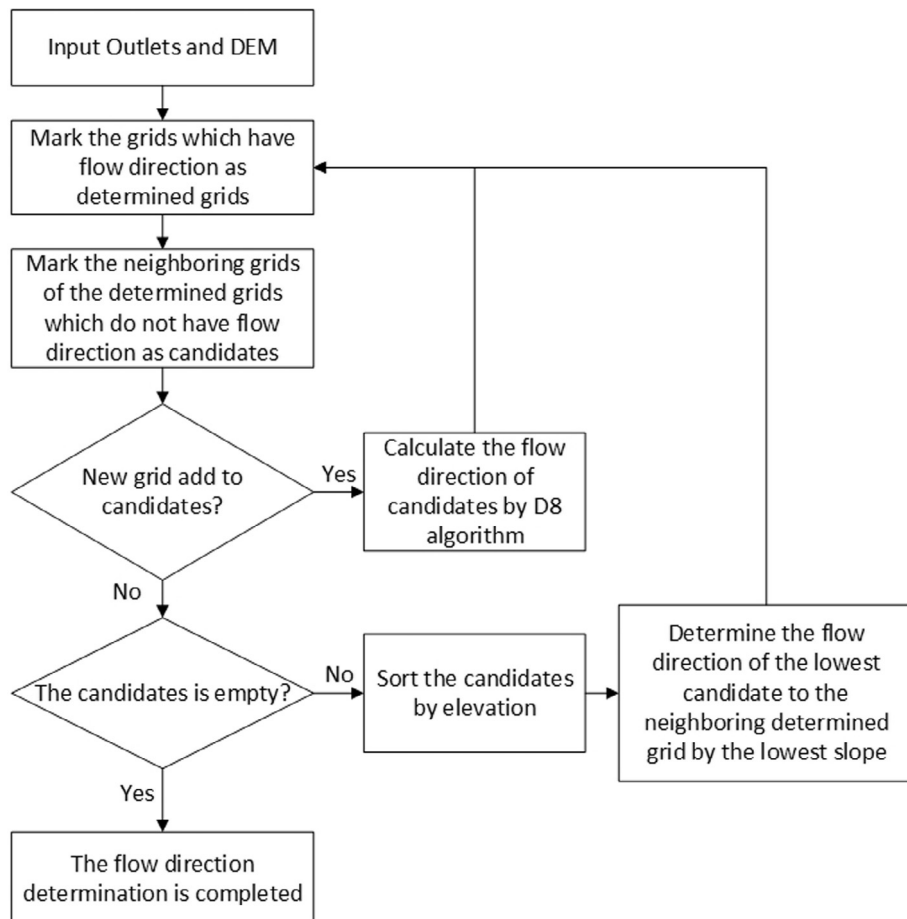 Input Outlets and DEM
Mark the grids which have
flow direction as
determined grids
Mark the neighboring grids
of the determined grids
which do not have flow
direction as candidates
New grid add to
candidates?
Yes
Calculate the flow
direction of
candidates by D8
algorithm
No
The candidates is empty?
No
Sort the candidates
by elevation
Determine the flow
direction of the lowest
candidate to the
neighboring determined
grid by the lowest slope
Yes
The flow direction
determination is completed